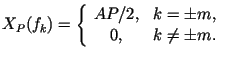 X_P(f_k) = { AP/2, k = ±m,
0, k ≠ ±m.